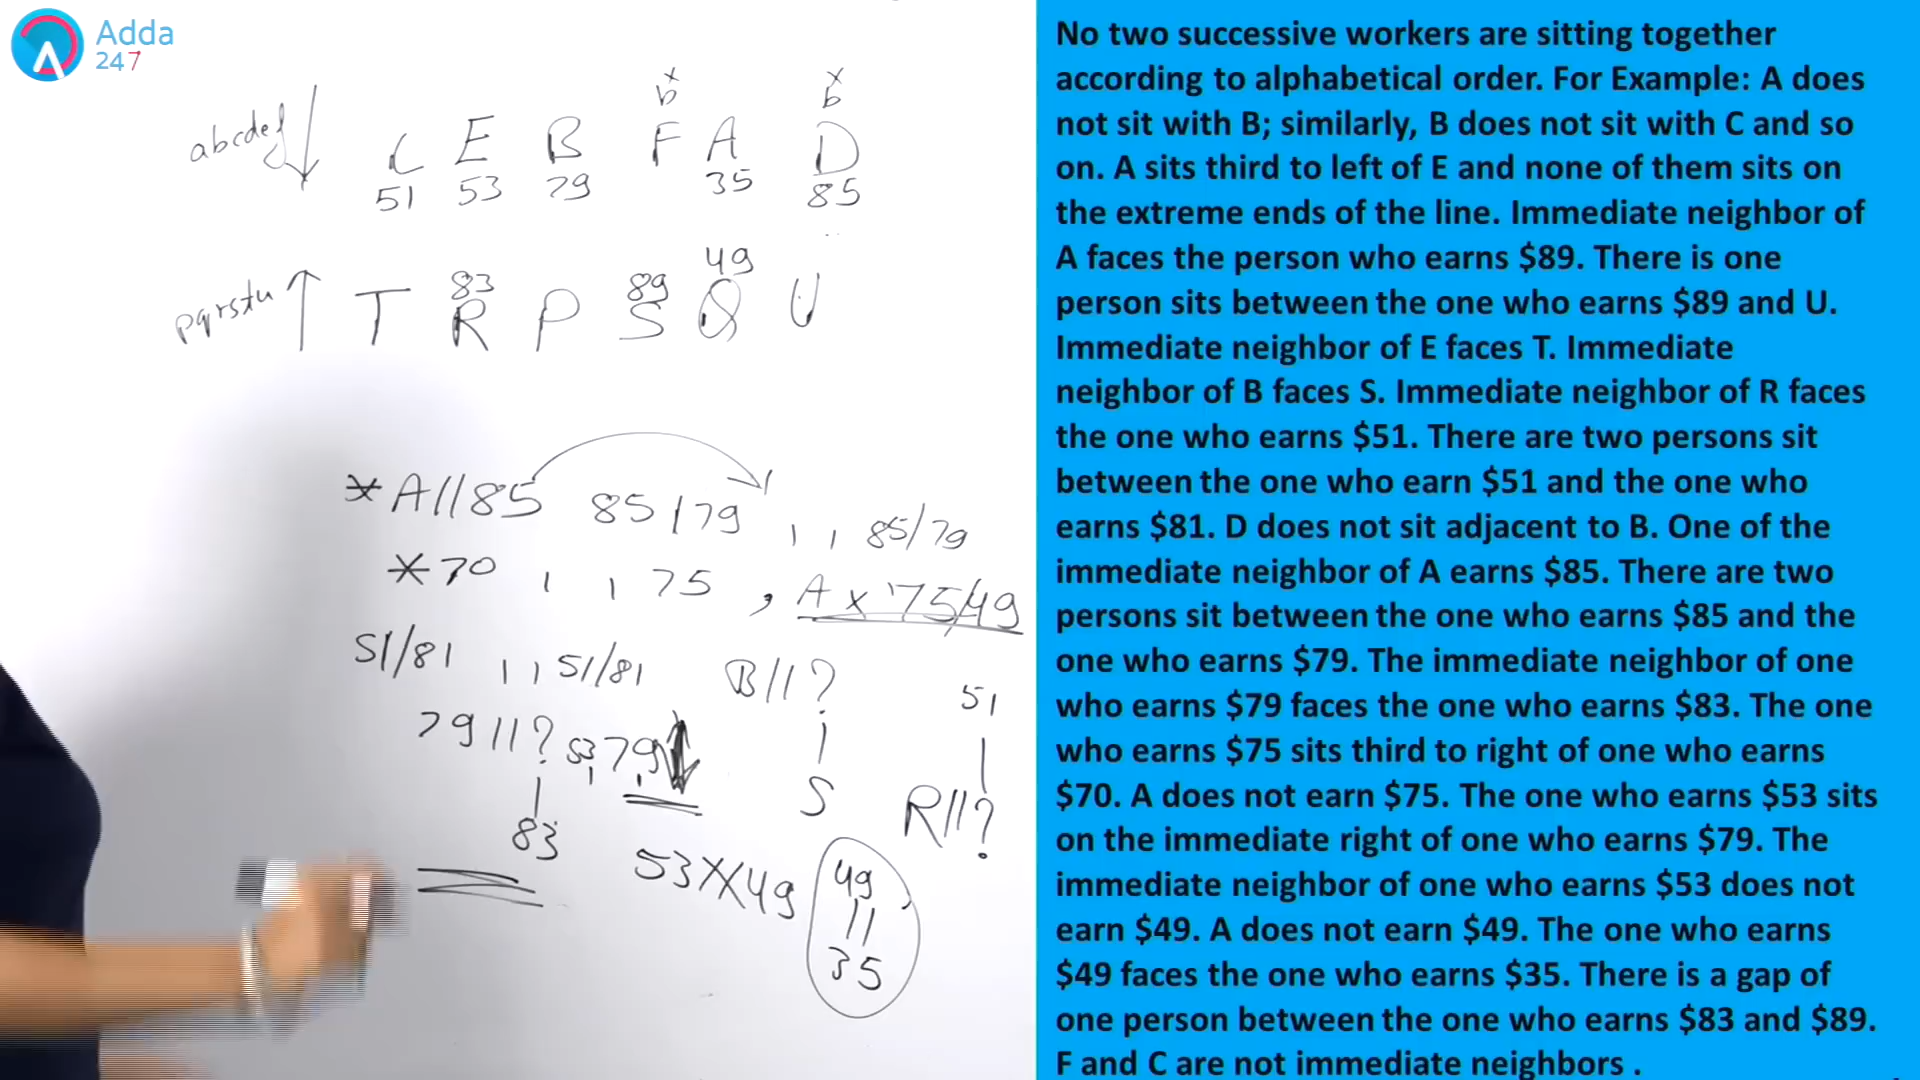 Adda
247
x x
b b
abcdef C E B F A D
51 53 79 35 85
83 89 49
pqrstu T R P S Q U
*A//85 85/79 , , 85/79
*70 , , 75 , A x 75/49
51/81 , , 51/81 B//? 51
79//? 53 79
S R//?
83
53XX49 49
//
35
No two successive workers are sitting together
according to alphabetical order. For Example: A does
not sit with B; similarly, B does not sit with C and so
on. A sits third to left of E and none of them sits on
the extreme ends of the line. Immediate neighbor of
A faces the person who earns $89. There is one
person sits between the one who earns $89 and U.
Immediate neighbor of E faces T. Immediate
neighbor of B faces S. Immediate neighbor of R faces
the one who earns $51. There are two persons sit
between the one who earn $51 and the one who
earns $81. D does not sit adjacent to B. One of the
immediate neighbor of A earns $85. There are two
persons sit between the one who earns $85 and the
one who earns $79. The immediate neighbor of one
who earns $79 faces the one who earns $83. The one
who earns $75 sits third to right of one who earns
$70. A does not earn $75. The one who earns $53 sits
on the immediate right of one who earns $79. The
immediate neighbor of one who earns $53 does not
earn $49. A does not earn $49. The one who earns
$49 faces the one who earns $35. There is a gap of
one person between the one who earns $83 and $89.
F and C are not immediate neighbors .